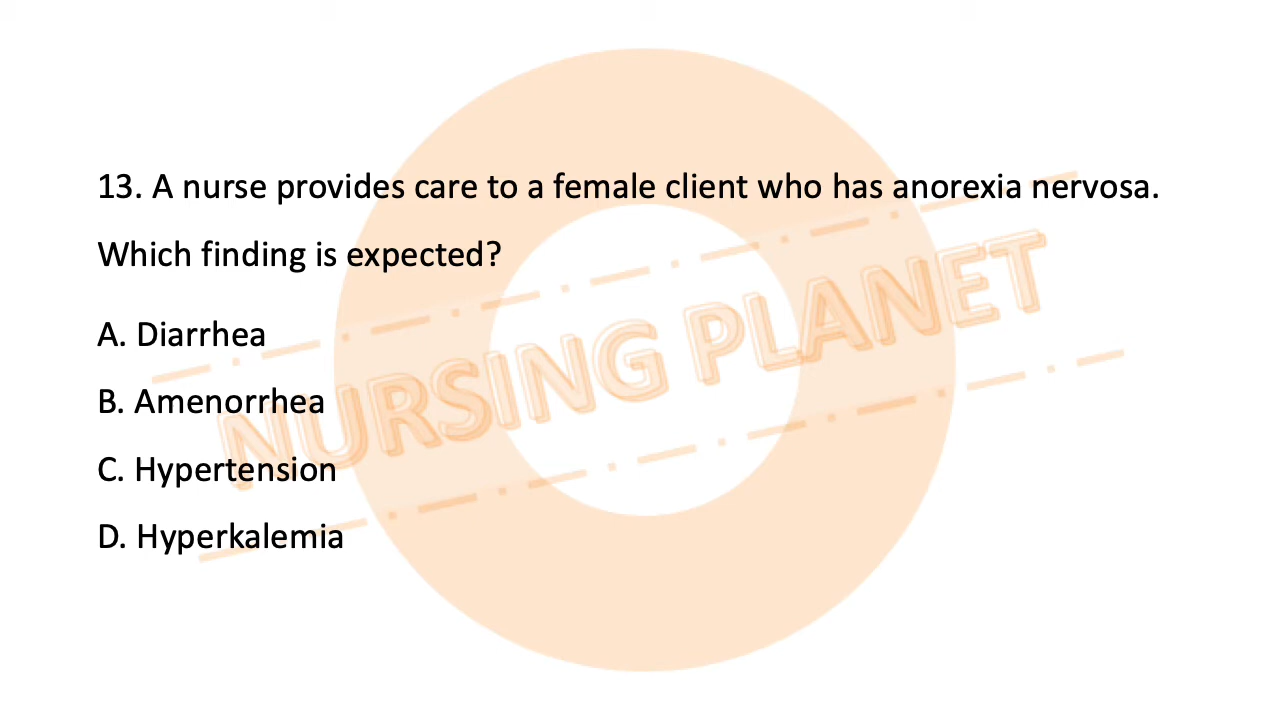 13. A nurse provides care to a female client who has anorexia nervosa.
Which finding is expected?
A. Diarrhea
B. Amenorrhea
C. Hypertension
D. Hyperkalemia
NURSING PLANET